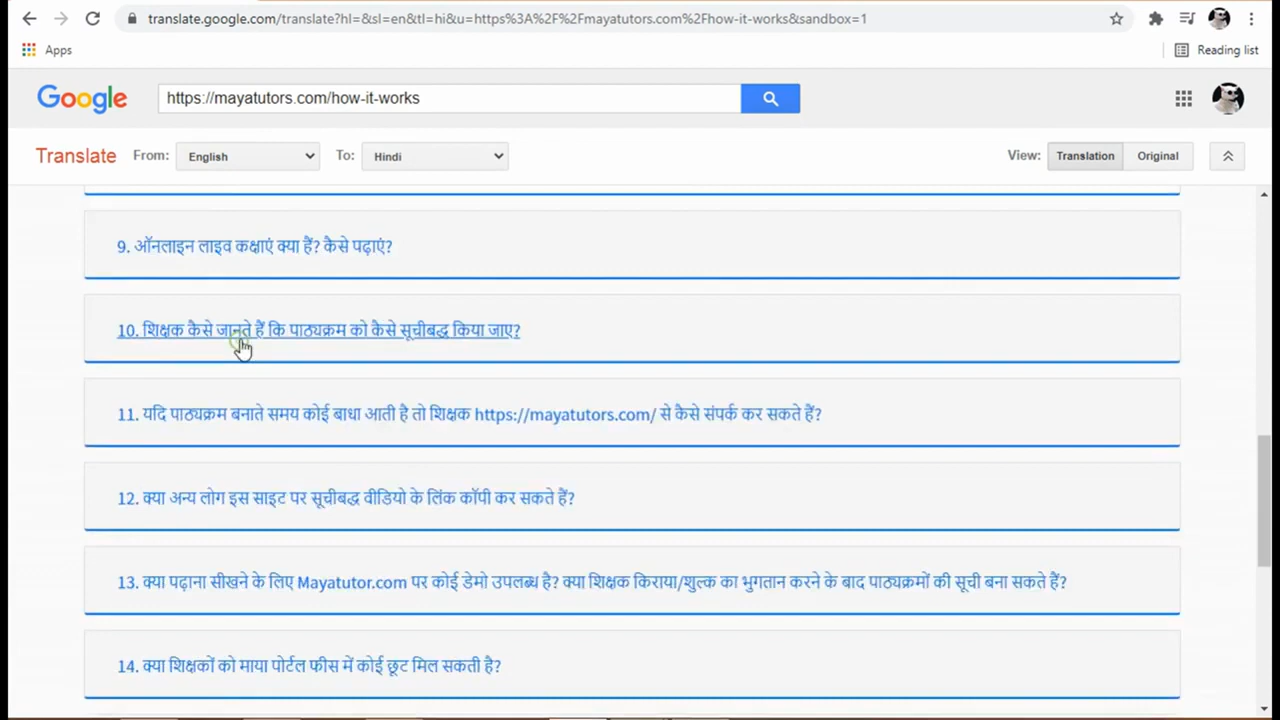 translate.google.com/translate?hl=&sl=en&tl=hi&u=https%3A%2F%2Fmayatutors.com%2Fhow-it-works&sandbox=1
Apps
Reading list
Google
https://mayatutors.com/how-it-works
Translate From: English To: Hindi View: Translation Original
9. ऑनलाइन लाइव कक्षाएं क्या हैं? कैसे पढ़ाएं?
10. शिक्षक कैसे जानते हैं कि पाठ्यक्रम को कैसे सूचीबद्ध किया जाए?
11. यदि पाठ्यक्रम बनाते समय कोई बाधा आती है तो शिक्षक https://mayatutors.com/ से कैसे संपर्क कर सकते हैं?
12. क्या अन्य लोग इस साइट पर सूचीबद्ध वीडियो के लिंक कॉपी कर सकते हैं?
13. क्या पढ़ाना सीखने के लिए Mayatutor.com पर कोई डेमो उपलब्ध है? क्या शिक्षक किराया/शुल्क का भुगतान करने के बाद पाठ्यक्रमों की सूची बना सकते हैं?
14. क्या शिक्षकों को माया पोर्टल फीस में कोई छूट मिल सकती है?